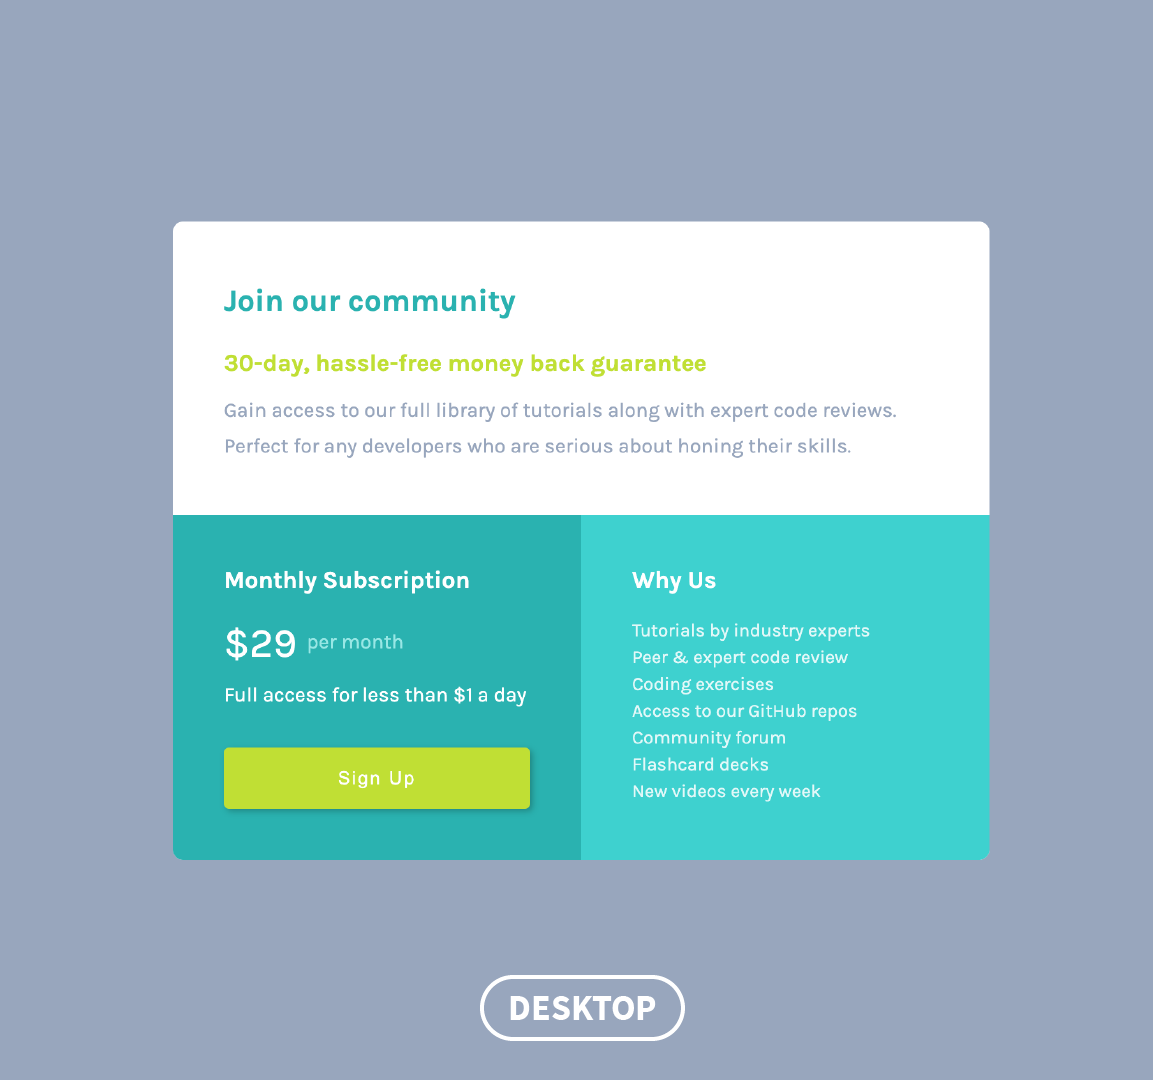 Join our community
30-day, hassle-free money back guarantee
Gain access to our full library of tutorials along with expert code reviews.
Perfect for any developers who are serious about honing their skills.
Monthly Subscription
$29 per month
Full access for less than $1 a day
Sign Up
Why Us
Tutorials by industry experts
Peer & expert code review
Coding exercises
Access to our GitHub repos
Community forum
Flashcard decks
New videos every week
DESKTOP